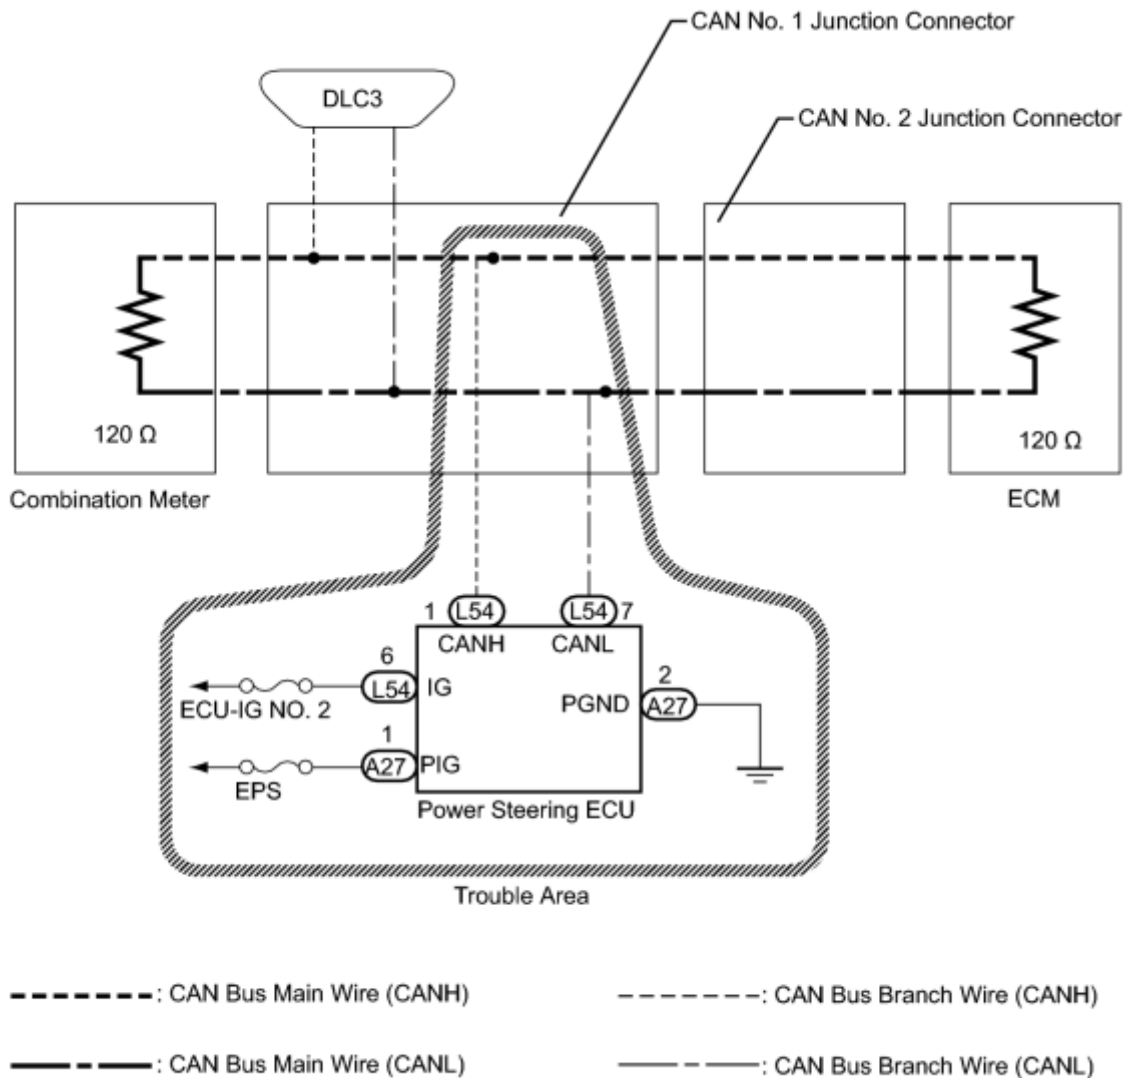 CAN No. 1 Junction Connector
DLC3
CAN No. 2 Junction Connector
120 Ω
120 Ω
Combination Meter
ECM
1 L54
L54 7
CANH
CANL
6
L54
IG
ECU-IG NO. 2
2
PGND
A27
1
A27
PIG
EPS
Power Steering ECU
Trouble Area
: CAN Bus Main Wire (CANH)
: CAN Bus Branch Wire (CANH)
: CAN Bus Main Wire (CANL)
: CAN Bus Branch Wire (CANL)